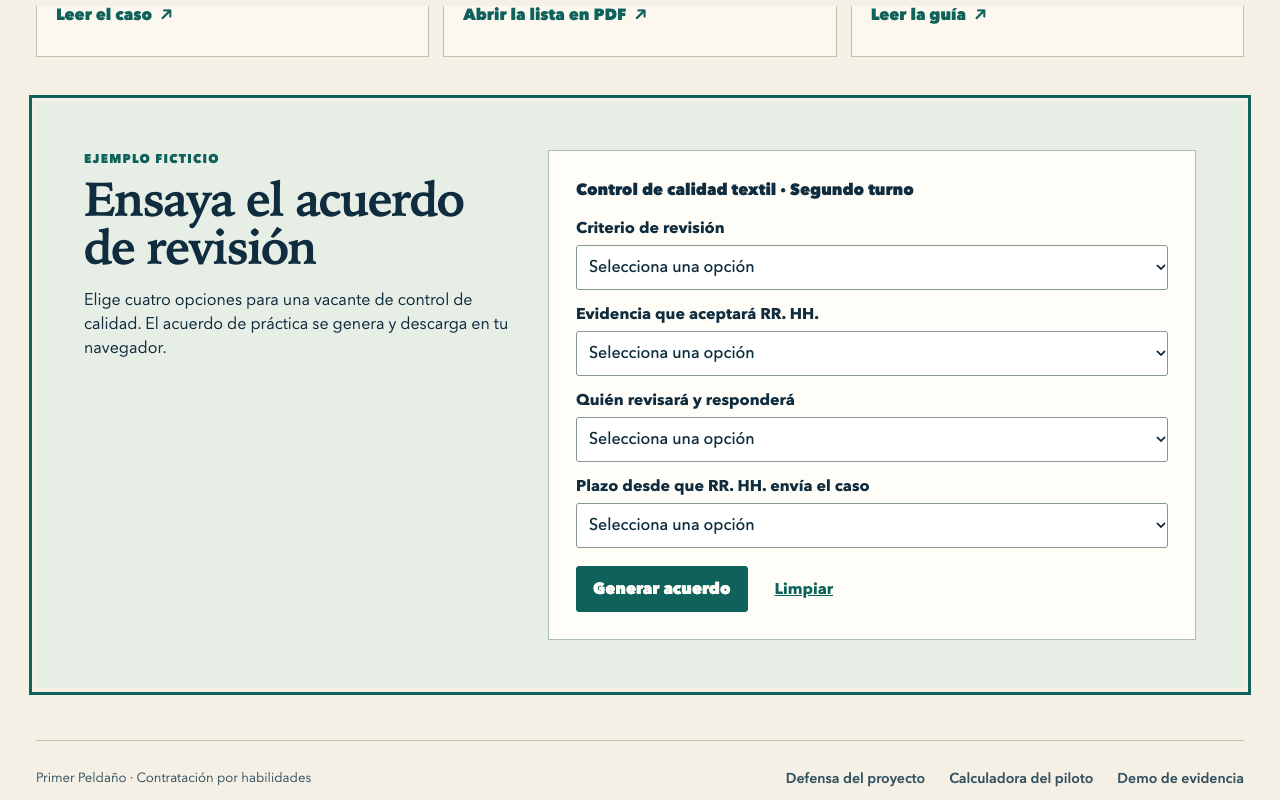 Leer el caso ↗
Abrir la lista en PDF ↗
Leer la guía ↗
EJEMPLO FICTICIO
Ensaya el acuerdo
de revisión
Elige cuatro opciones para una vacante de control de
calidad. El acuerdo de práctica se genera y descarga en tu
navegador.
Control de calidad textil · Segundo turno
Criterio de revisión
Selecciona una opción
Evidencia que aceptará RR. HH.
Selecciona una opción
Quién revisará y responderá
Selecciona una opción
Plazo desde que RR. HH. envía el caso
Selecciona una opción
Generar acuerdo
Limpiar
Primer Peldaño · Contratación por habilidades
Defensa del proyecto
Calculadora del piloto
Demo de evidencia